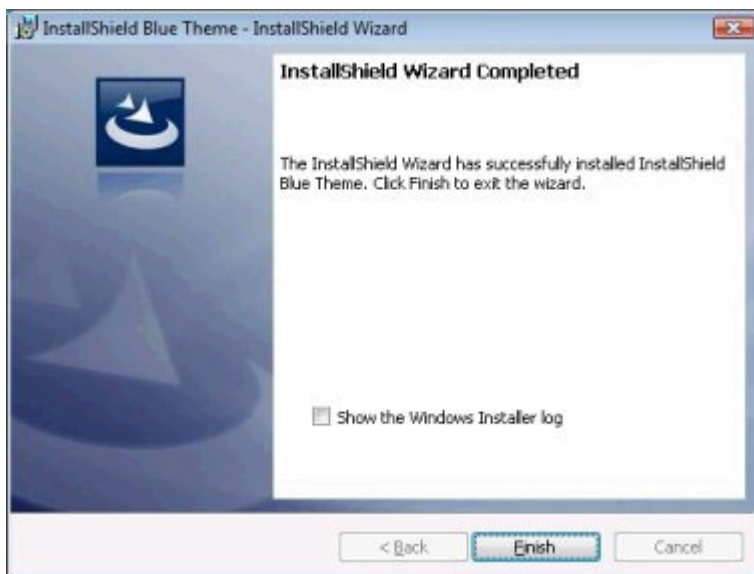 InstallShield Blue Theme - InstallShield Wizard
InstallShield Wizard Completed
The InstallShield Wizard has successfully installed InstallShield
Blue Theme. Click Finish to exit the wizard.
Show the Windows Installer log
< Back
Finish
Cancel